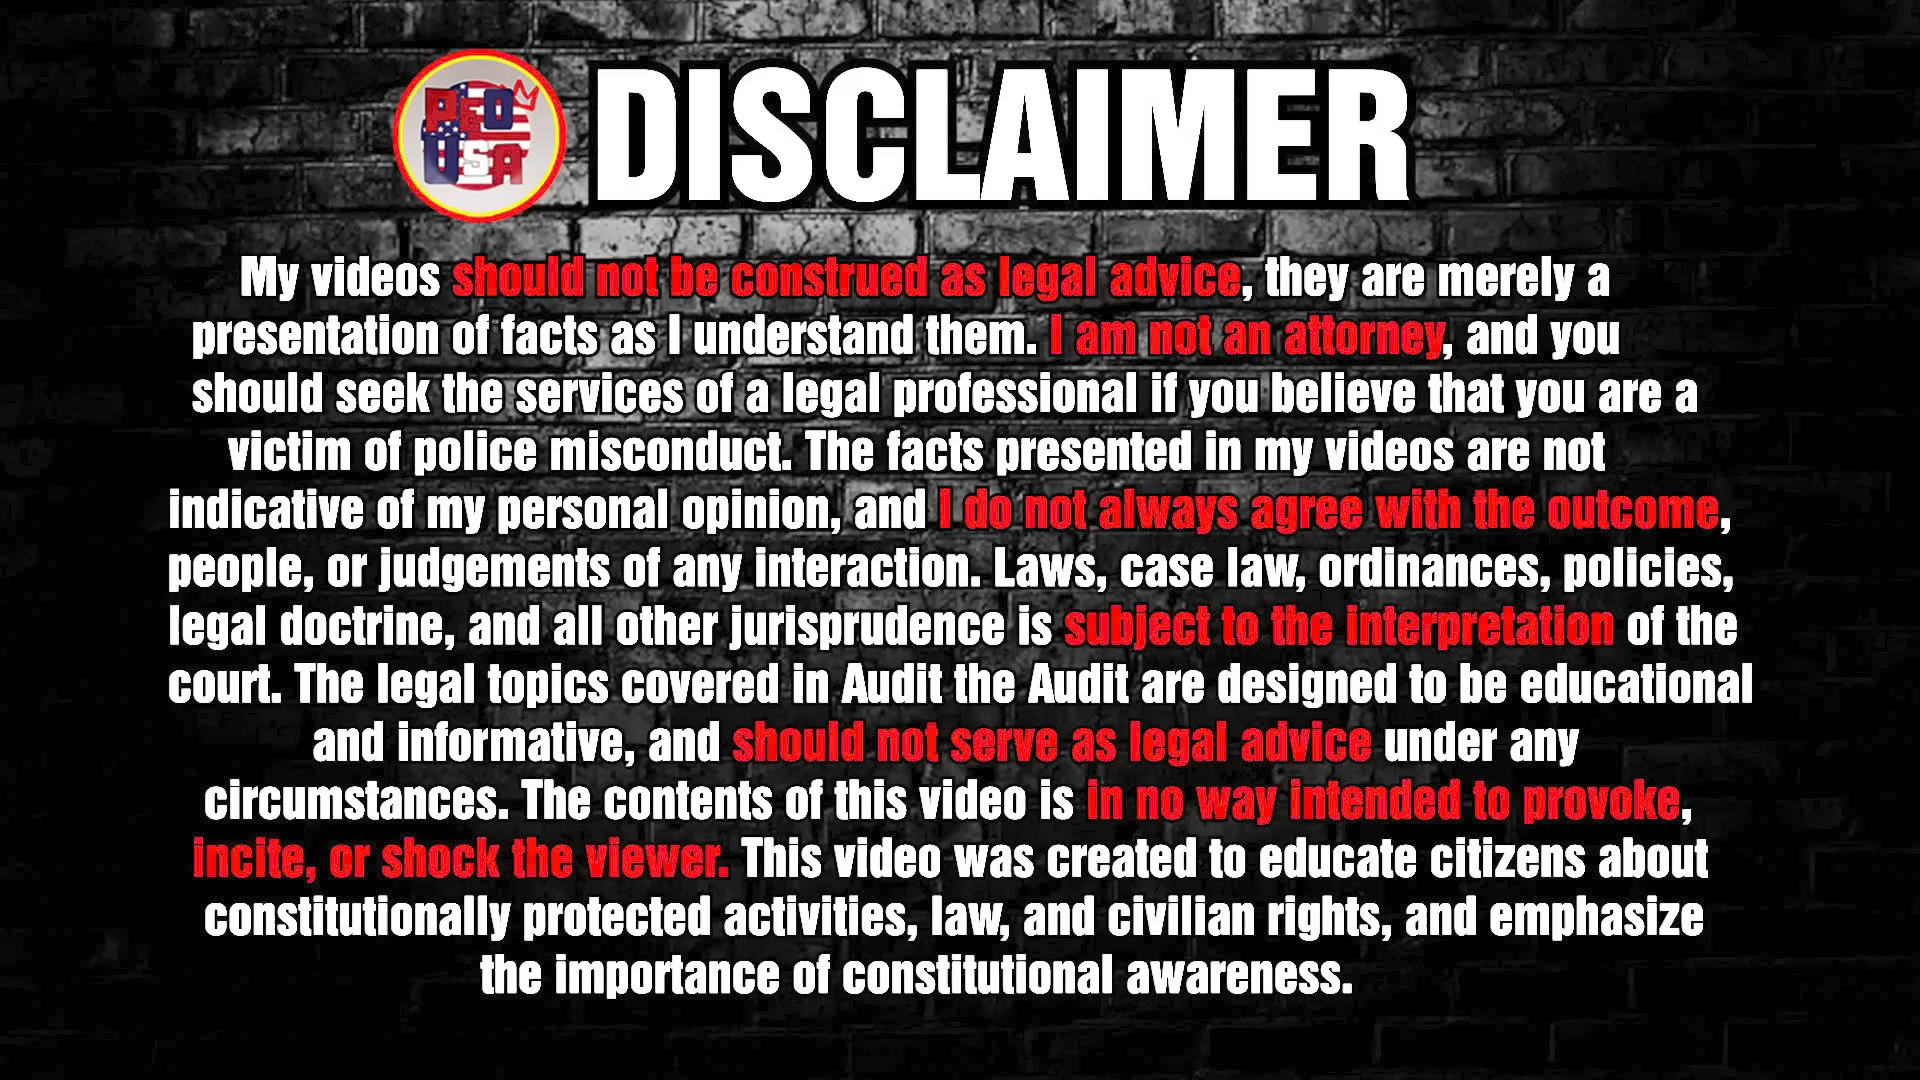 PGO
USA
DISCLAIMER
My videos should not be construed as legal advice, they are merely a
presentation of facts as I understand them. I am not an attorney, and you
should seek the services of a legal professional if you believe that you are a
victim of police misconduct. The facts presented in my videos are not
indicative of my personal opinion, and I do not always agree with the outcome,
people, or judgements of any interaction. Laws, case law, ordinances, policies,
legal doctrine, and all other jurisprudence is subject to the interpretation of the
court. The legal topics covered in Audit the Audit are designed to be educational
and informative, and should not serve as legal advice under any
circumstances. The contents of this video is in no way intended to provoke,
incite, or shock the viewer. This video was created to educate citizens about
constitutionally protected activities, law, and civilian rights, and emphasize
the importance of constitutional awareness.